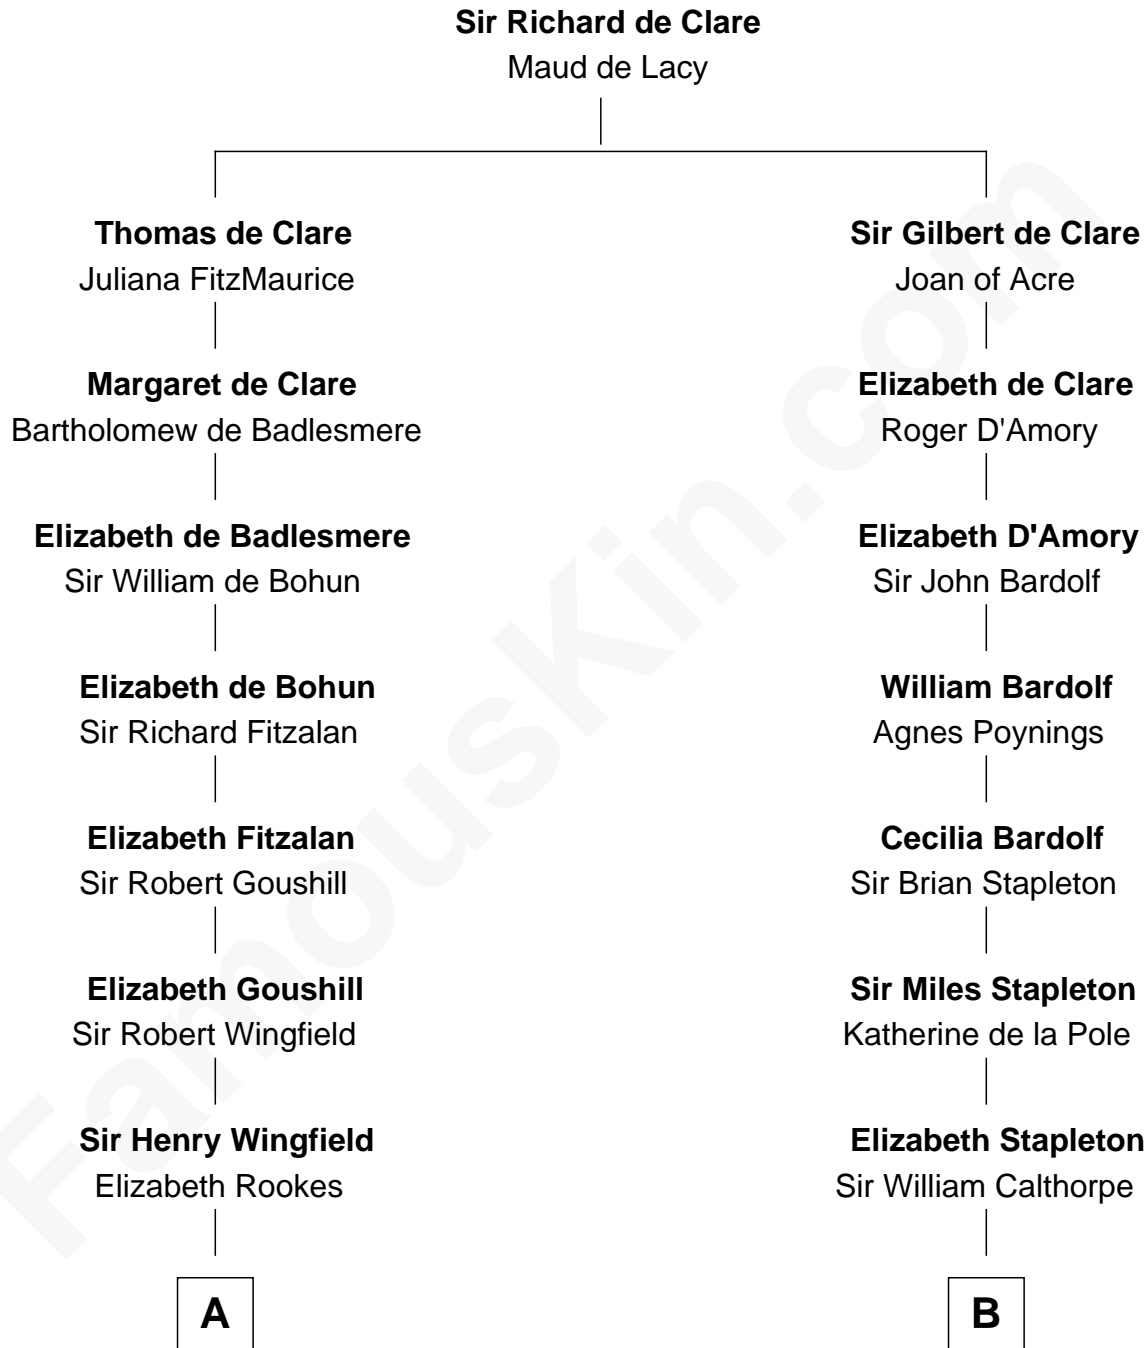 Sir Richard de Clare
Maud de Lacy
Thomas de Clare
Juliana FitzMaurice
Sir Gilbert de Clare
Joan of Acre
Margaret de Clare
Bartholomew de Badlesmere
Elizabeth de Clare
Roger D'Amory
Elizabeth de Badlesmere
Sir William de Bohun
Elizabeth D'Amory
Sir John Bardolf
Elizabeth de Bohun
Sir Richard Fitzalan
William Bardolf
Agnes Poynings
Elizabeth Fitzalan
Sir Robert Goushill
Cecilia Bardolf
Sir Brian Stapleton
Elizabeth Goushill
Sir Robert Wingfield
Sir Miles Stapleton
Katherine de la Pole
Sir Henry Wingfield
Elizabeth Rookes
Elizabeth Stapleton
Sir William Calthorpe
A
B
FamousKin.com